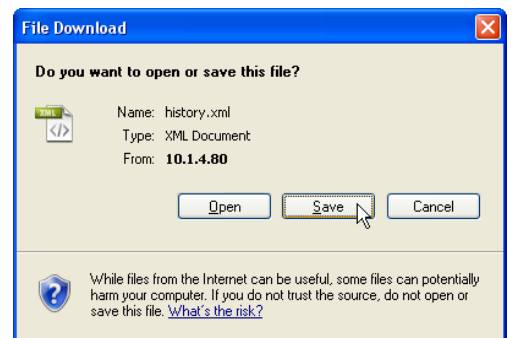 File Download
Do you want to open or save this file?
XML
Name: history.xml
Type: XML Document
From: 10.1.4.80
Open Save Cancel
While files from the Internet can be useful, some files can potentially
harm your computer. If you do not trust the source, do not open or
save this file. What's the risk?